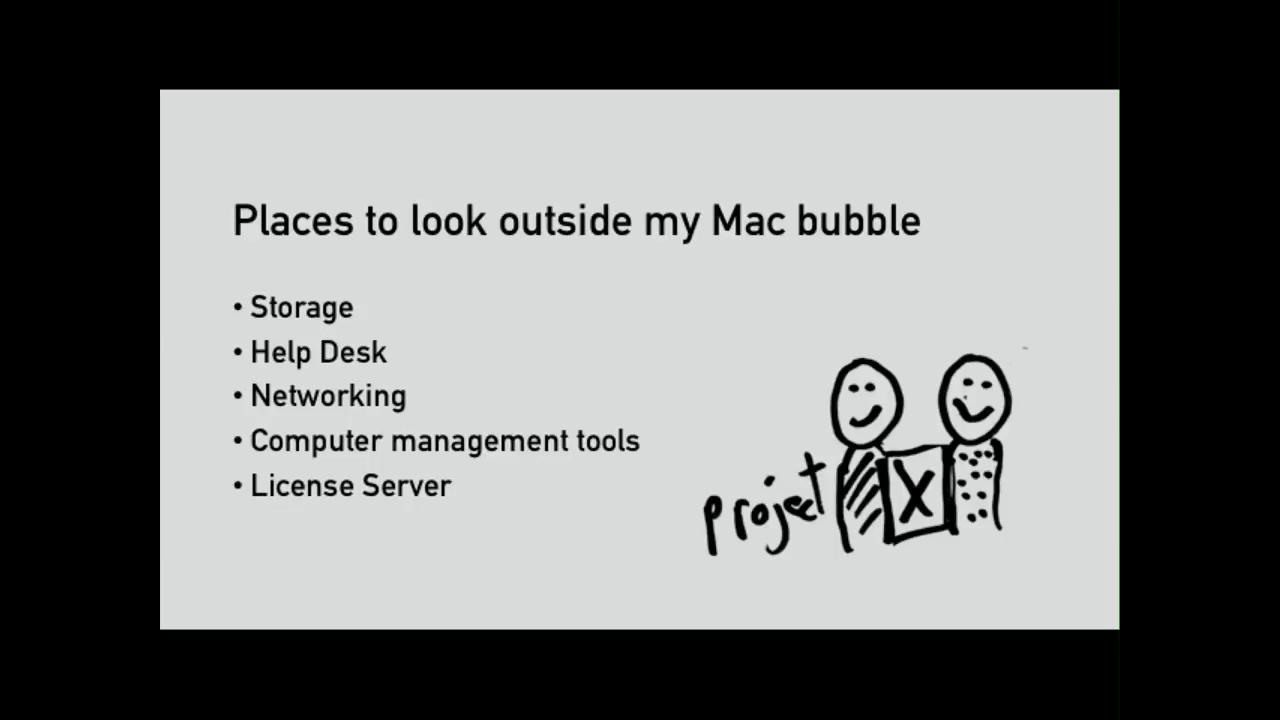 Places to look outside my Mac bubble
• Storage
• Help Desk
• Networking
• Computer management tools
• License Server
project X